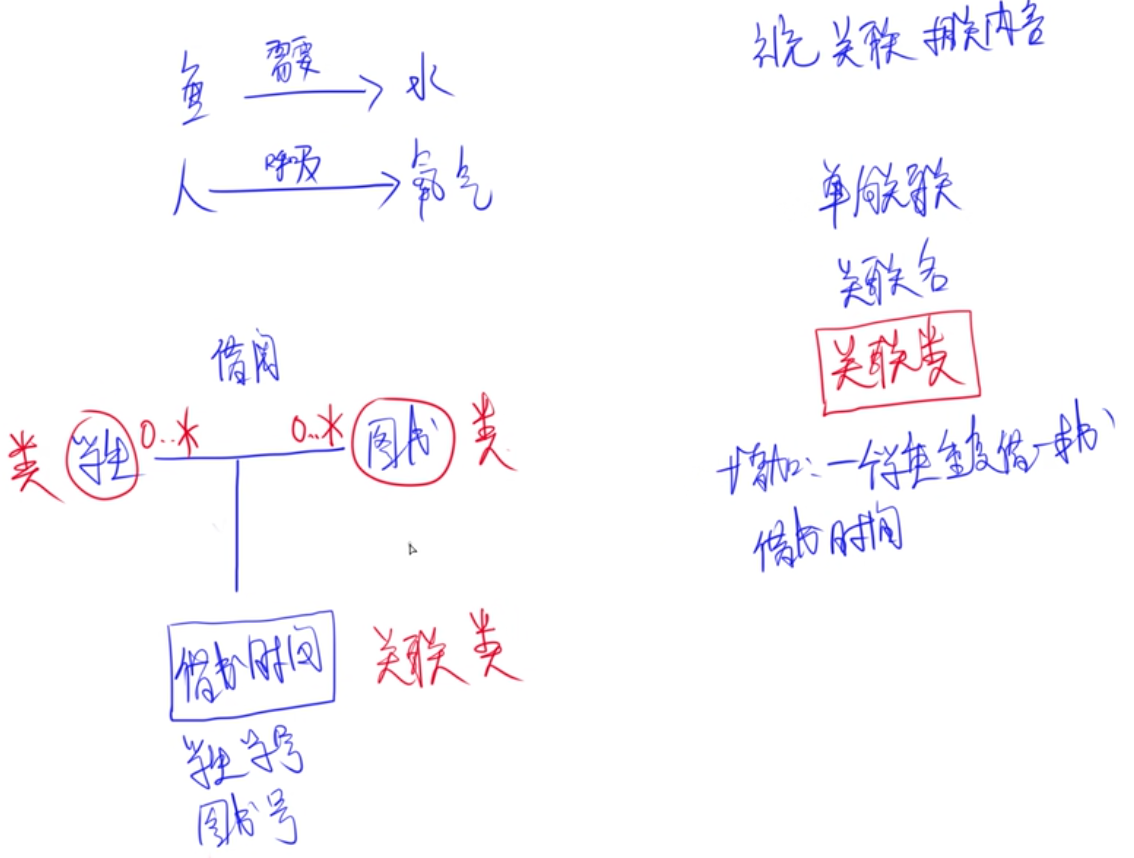 补充 关联 相关内容
需要
鱼 水
呼吸
人 氧气
单向关联
关联名
关联类
借阅
类 学生 0..* 0..* 图书 类
增加: 一个学生重复借一本书
借书时间
借书时间 关联类
学生学号
图书号